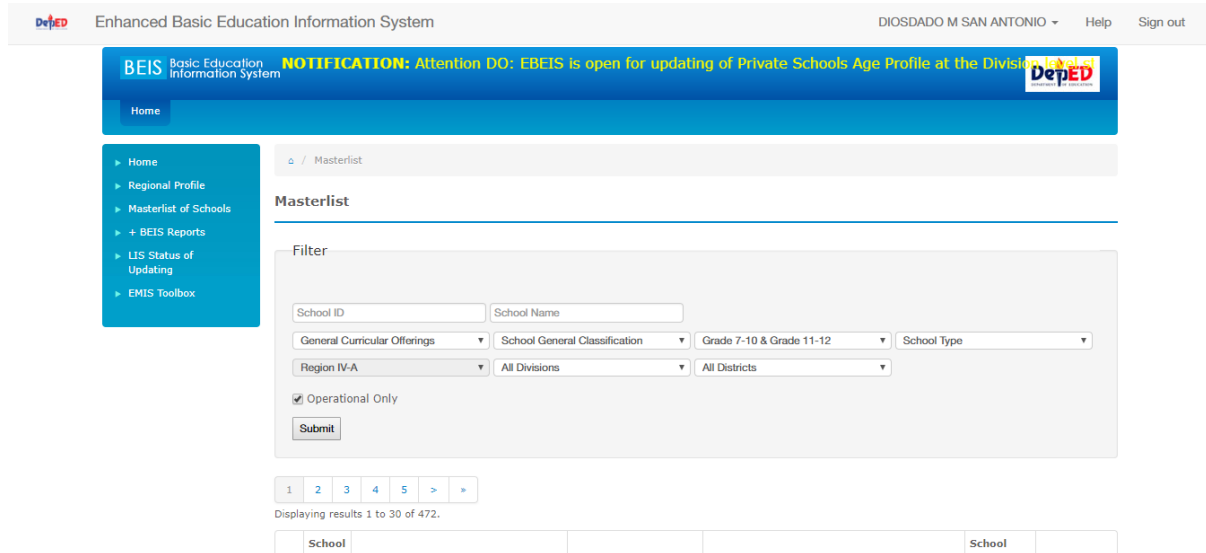 DepED Enhanced Basic Education Information System DIOSDADO M SAN ANTONIO Help Sign out
BEIS Basic Education Information System
NOTIFICATION: Attention DO: EBEIS is open for updating of Private Schools Age Profile at the Division
DepED
DEPARTMENT OF EDUCATION
Home
Home
Regional Profile
Masterlist of Schools
+ BEIS Reports
LIS Status of
Updating
EMIS Toolbox
/ Masterlist
Masterlist
Filter
School ID School Name
General Curricular Offerings School General Classification Grade 7-10 & Grade 11-12 School Type
Region IV-A All Divisions All Districts
Operational Only
Submit
1 2 3 4 5 > »
Displaying results 1 to 30 of 472.
School School